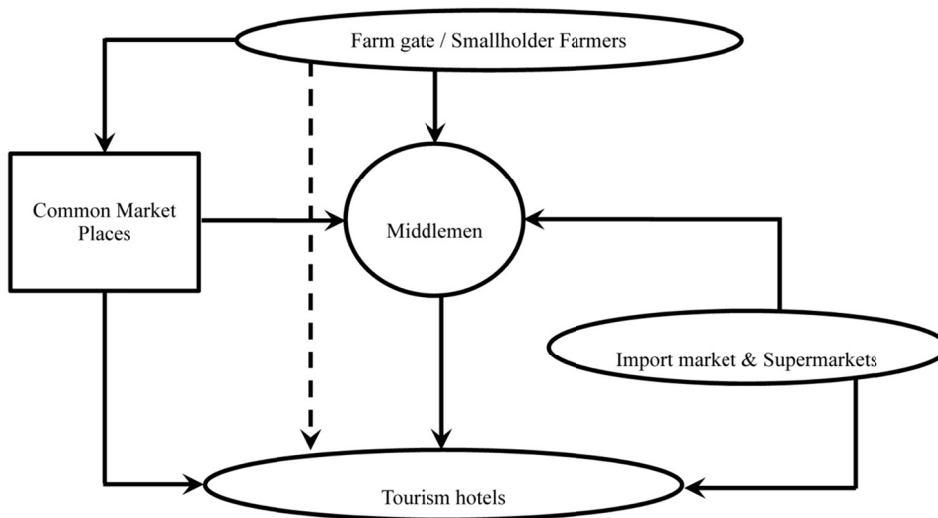 Farm gate / Smallholder Farmers
Common Market
Places
Middlemen
Import market & Supermarkets
Tourism hotels